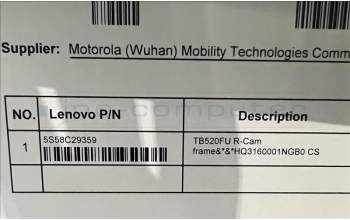 Supplier: Motorola (Wuhan) Mobility Technologies Comm
NO. Lenovo P/N Description
1 5S58C29359 TB520FU R-Cam
frame&*&*HQ3160001NGB0 CS